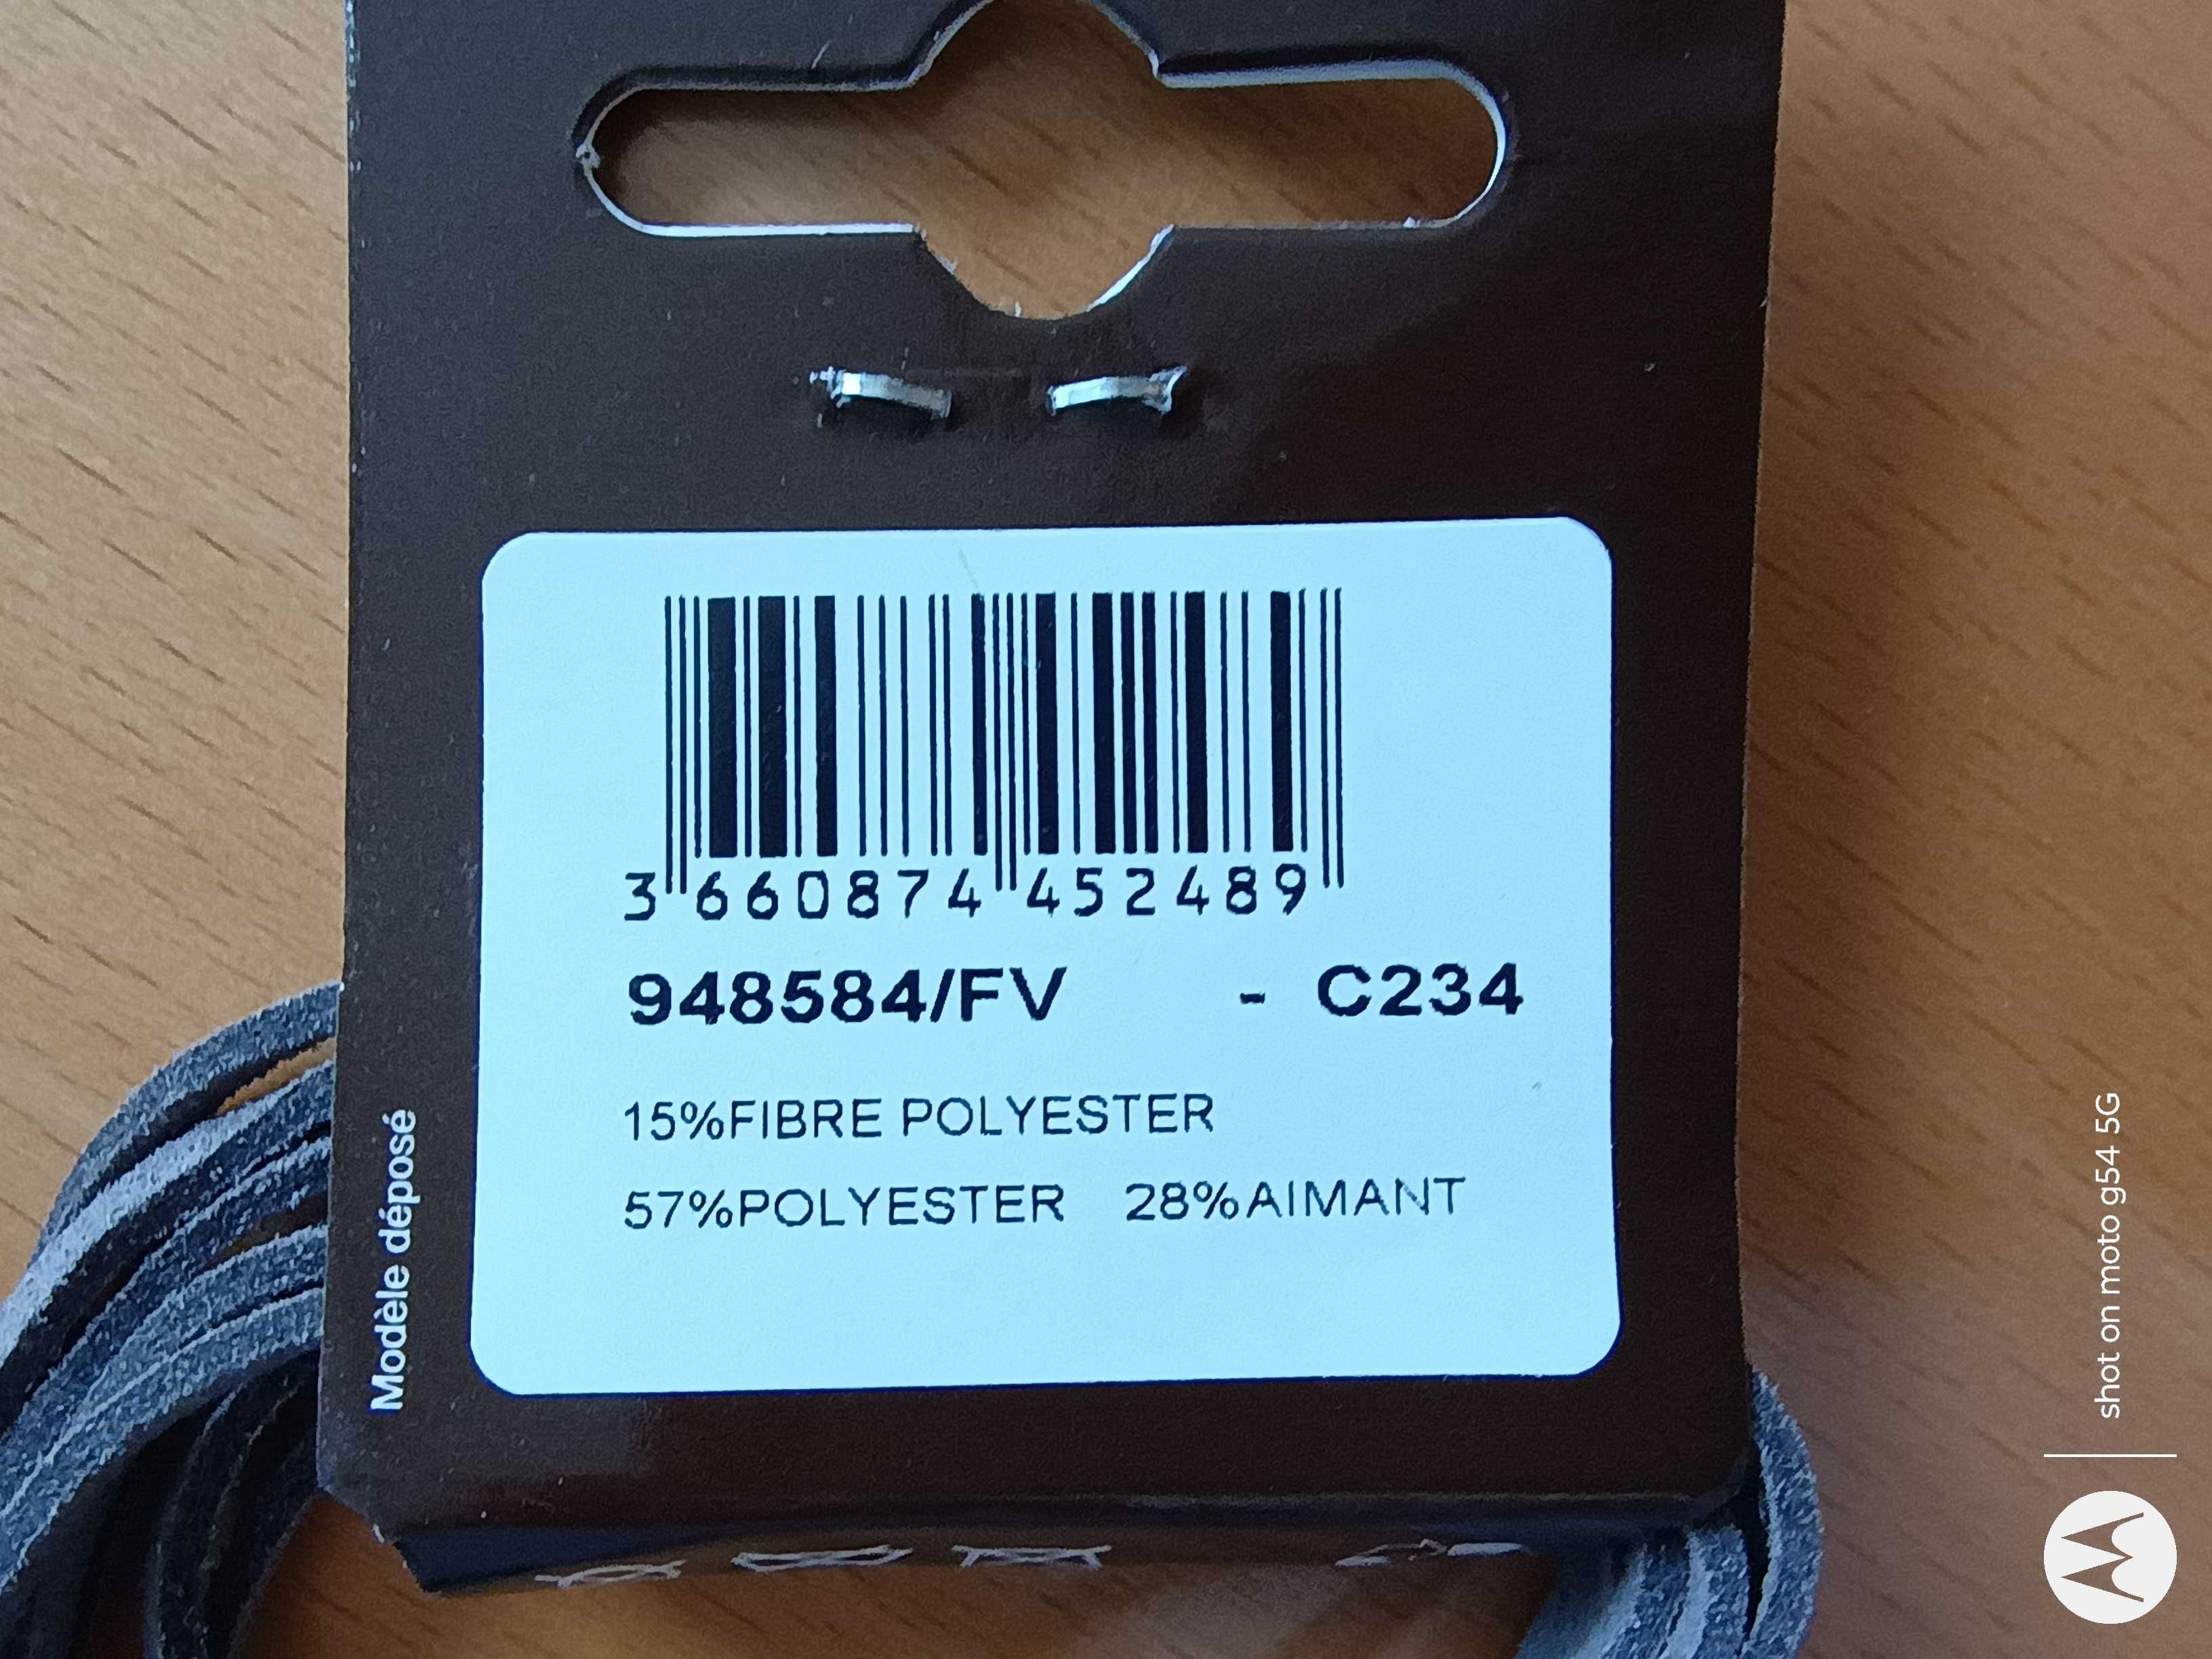 3 660874 452489
948584/FV - C234
15%FIBRE POLYESTER
57%POLYESTER 28%AIMANT
Modèle déposé
shot on moto g54 5G